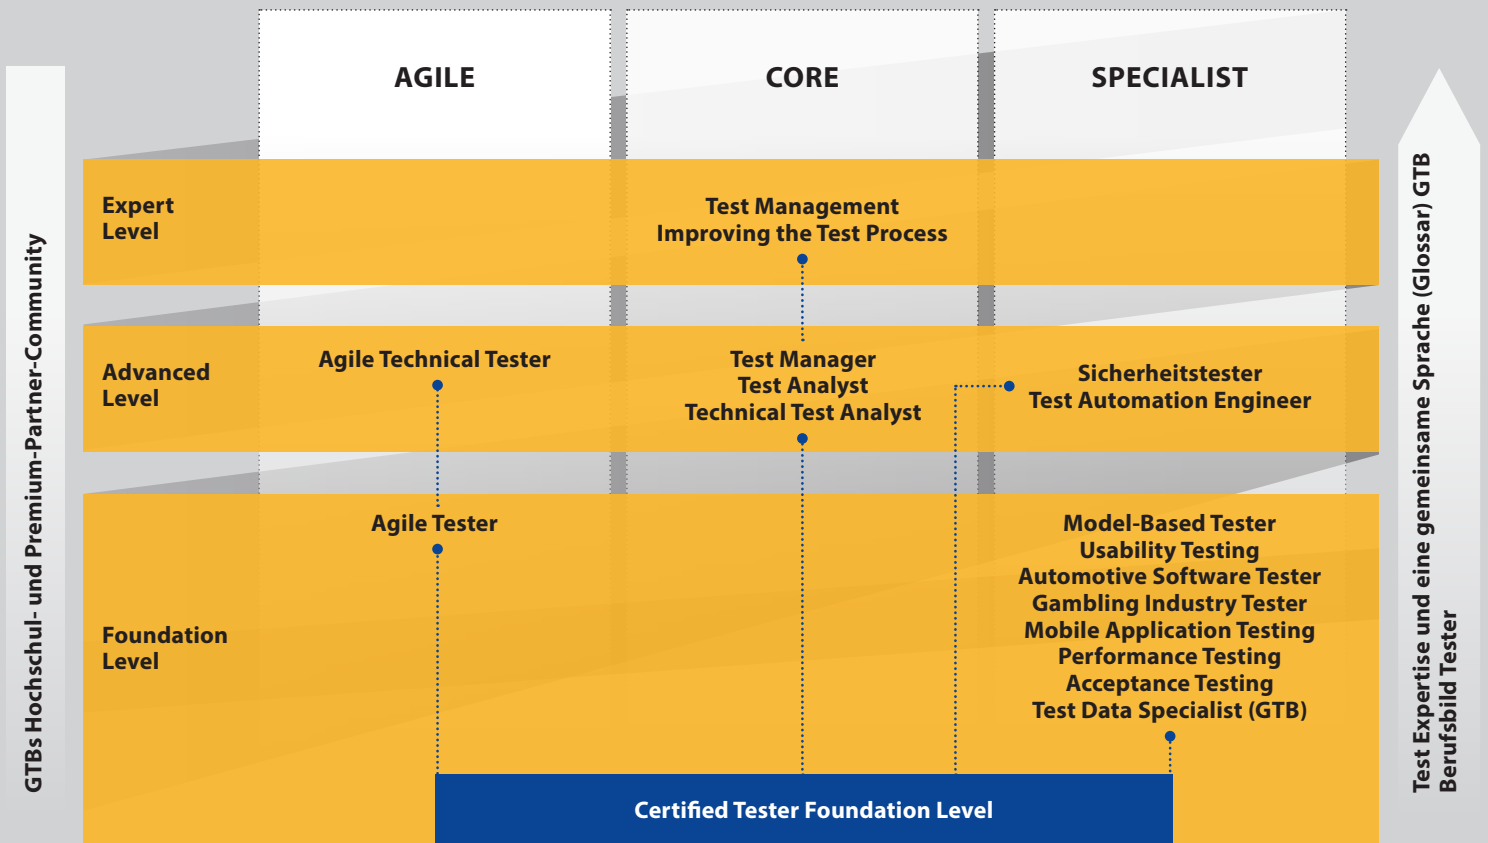 AGILE
CORE
SPECIALIST
GTBs Hochschul- und Premium-Partner-Community
Expert
Level
Test Management
Improving the Test Process
Advanced
Level
Agile Technical Tester
Test Manager
Test Analyst
Technical Test Analyst
Sicherheitstester
Test Automation Engineer
Foundation
Level
Agile Tester
Model-Based Tester
Usability Testing
Automotive Software Tester
Gambling Industry Tester
Mobile Application Testing
Performance Testing
Acceptance Testing
Test Data Specialist (GTB)
Certified Tester Foundation Level
Test Expertise und eine gemeinsame Sprache (Glossar) GTB
Berufsbild Tester